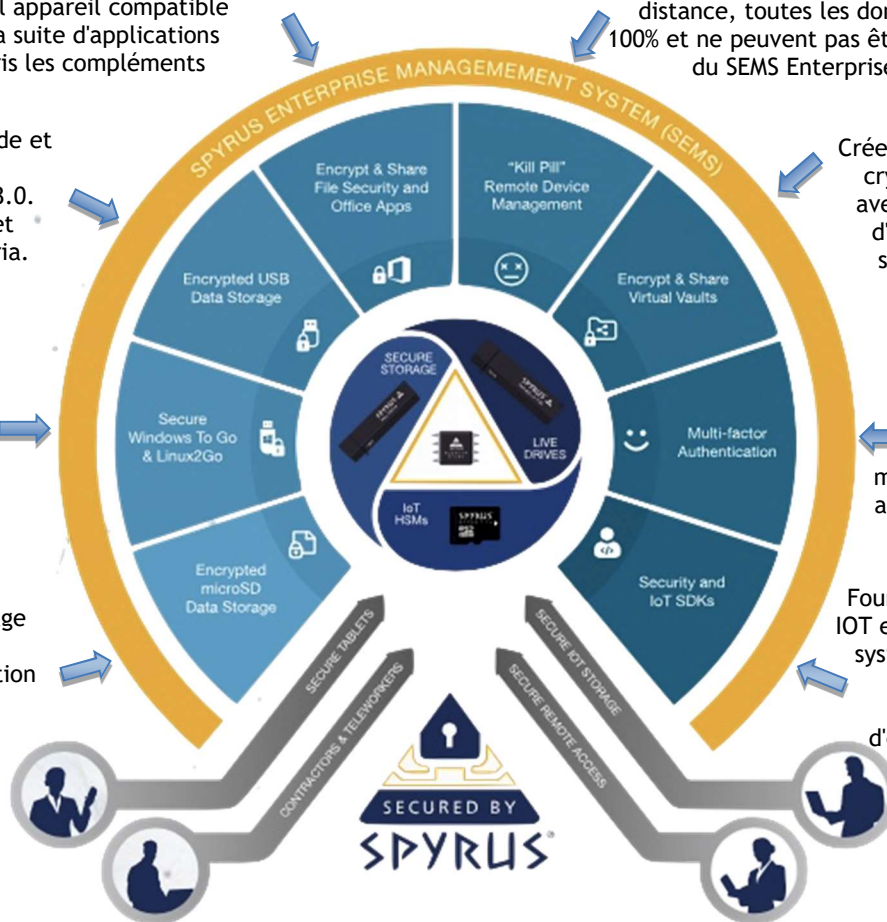 l appareil compatible
a suite d'applications
ris les compléments
distance, toutes les don
100% et ne peuvent pas êt
du SEMS Enterprise
de et
3.0.
et
ria.
Crée
cry
ave
d'
s
m
a
ge
tion
Four
IOT e
sys
d'
SPYRUS ENTERPRISE MANAGEMEMENT SYSTEM (SEMS)
Encrypt & Share
File Security and
Office Apps
"Kill Pill"
Remote Device
Management
Encrypted USB
Data Storage
Encrypt & Share
Virtual Vaults
Secure
Windows To Go
& Linux2Go
Multi-factor
Authentication
Encrypted
microSD
Data Storage
Security and
IoT SDKs
SECURE
STORAGE
LIVE
DRIVES
IoT
HSMs
SPYRUS
SECURE TABLETS
CONTRACTORS & TELEWORKERS
SECURE IOT STORAGE
SECURE REMOTE ACCESS
SECURED BY
SPYRUS